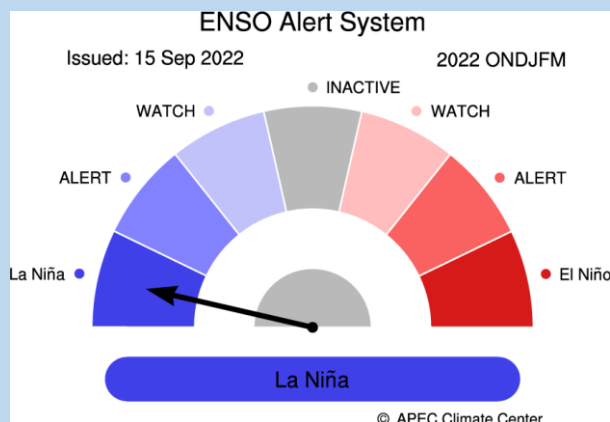 ENSO Alert System
Issued: 15 Sep 2022
2022 ONDJFM
INACTIVE
WATCH
WATCH
ALERT
ALERT
La Niña
El Niño
La Niña
© APEC Climate Center